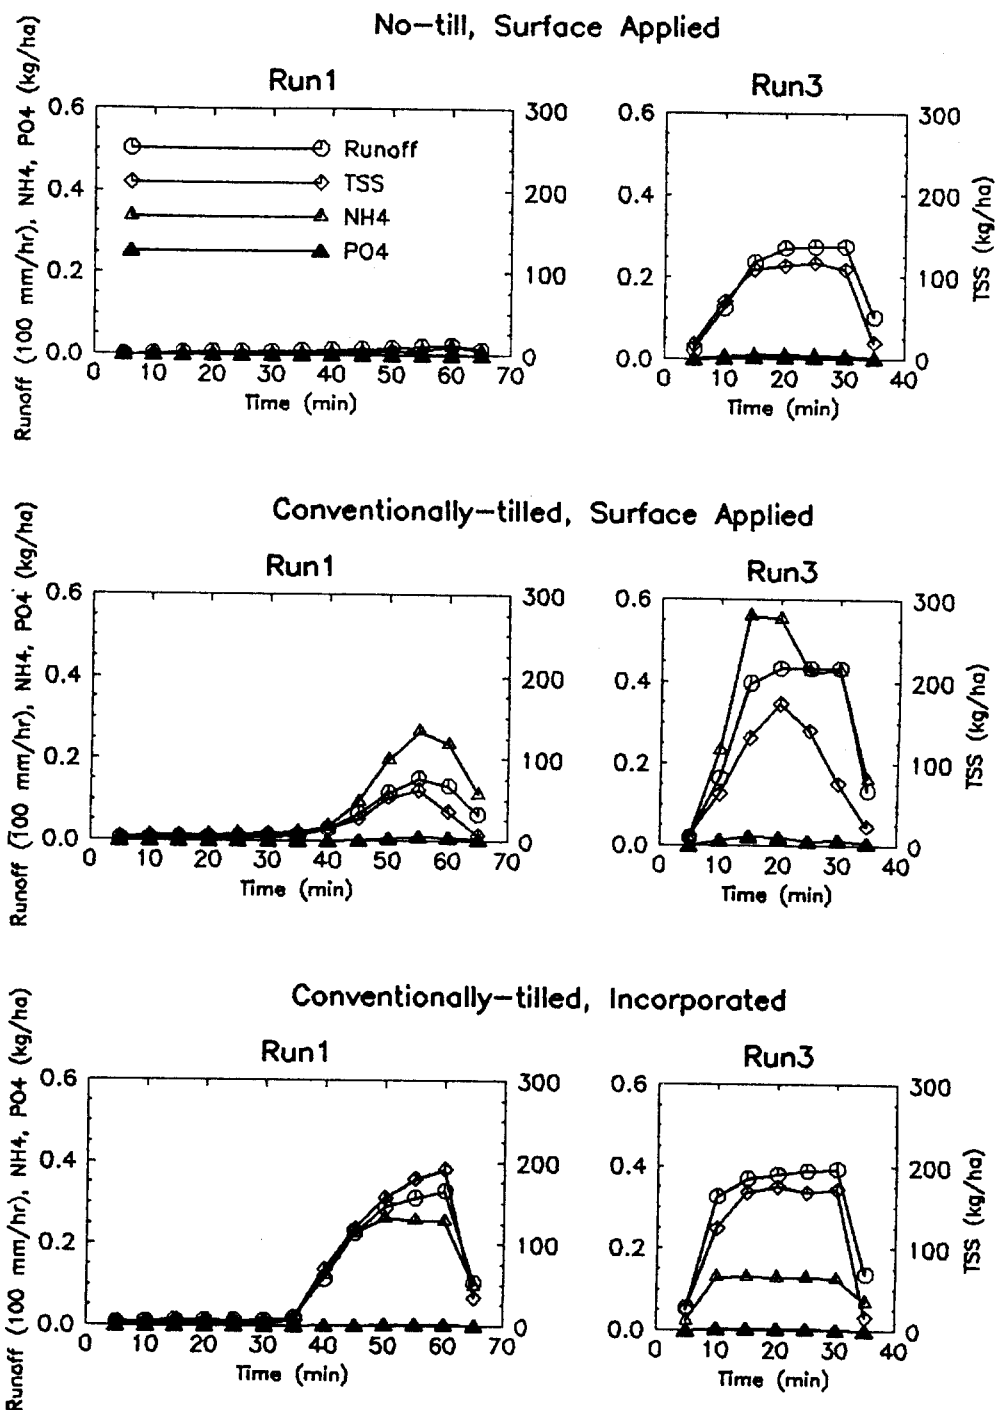 No-till, Surface Applied
Run1
Run3
Runoff (100 mm/hr), NH4, PO4 (kg/ha)
0.6
0.4
0.2
0.0
Runoff
TSS
NH4
PO4
300
200
100
0
0 10 20 30 40 50 60 70
Time (min)
0.6
0.4
0.2
0.0
300
200
100
0
TSS (kg/ha)
0 10 20 30 40
Time (min)
Conventionally-tilled, Surface Applied
Run1
Run3
Runoff (100 mm/hr), NH4, PO4 (kg/ha)
0.6
0.4
0.2
0.0
300
200
100
0
0 10 20 30 40 50 60 70
Time (min)
0.6
0.4
0.2
0.0
300
200
100
0
TSS (kg/ha)
0 10 20 30 40
Time (min)
Conventionally-tilled, Incorporated
Run1
Run3
Runoff (100 mm/hr), NH4, PO4 (kg/ha)
0.6
0.4
0.2
0.0
300
200
100
0
0 10 20 30 40 50 60 70
Time (min)
0.6
0.4
0.2
0.0
300
200
100
0
TSS (kg/ha)
0 10 20 30 40
Time (min)